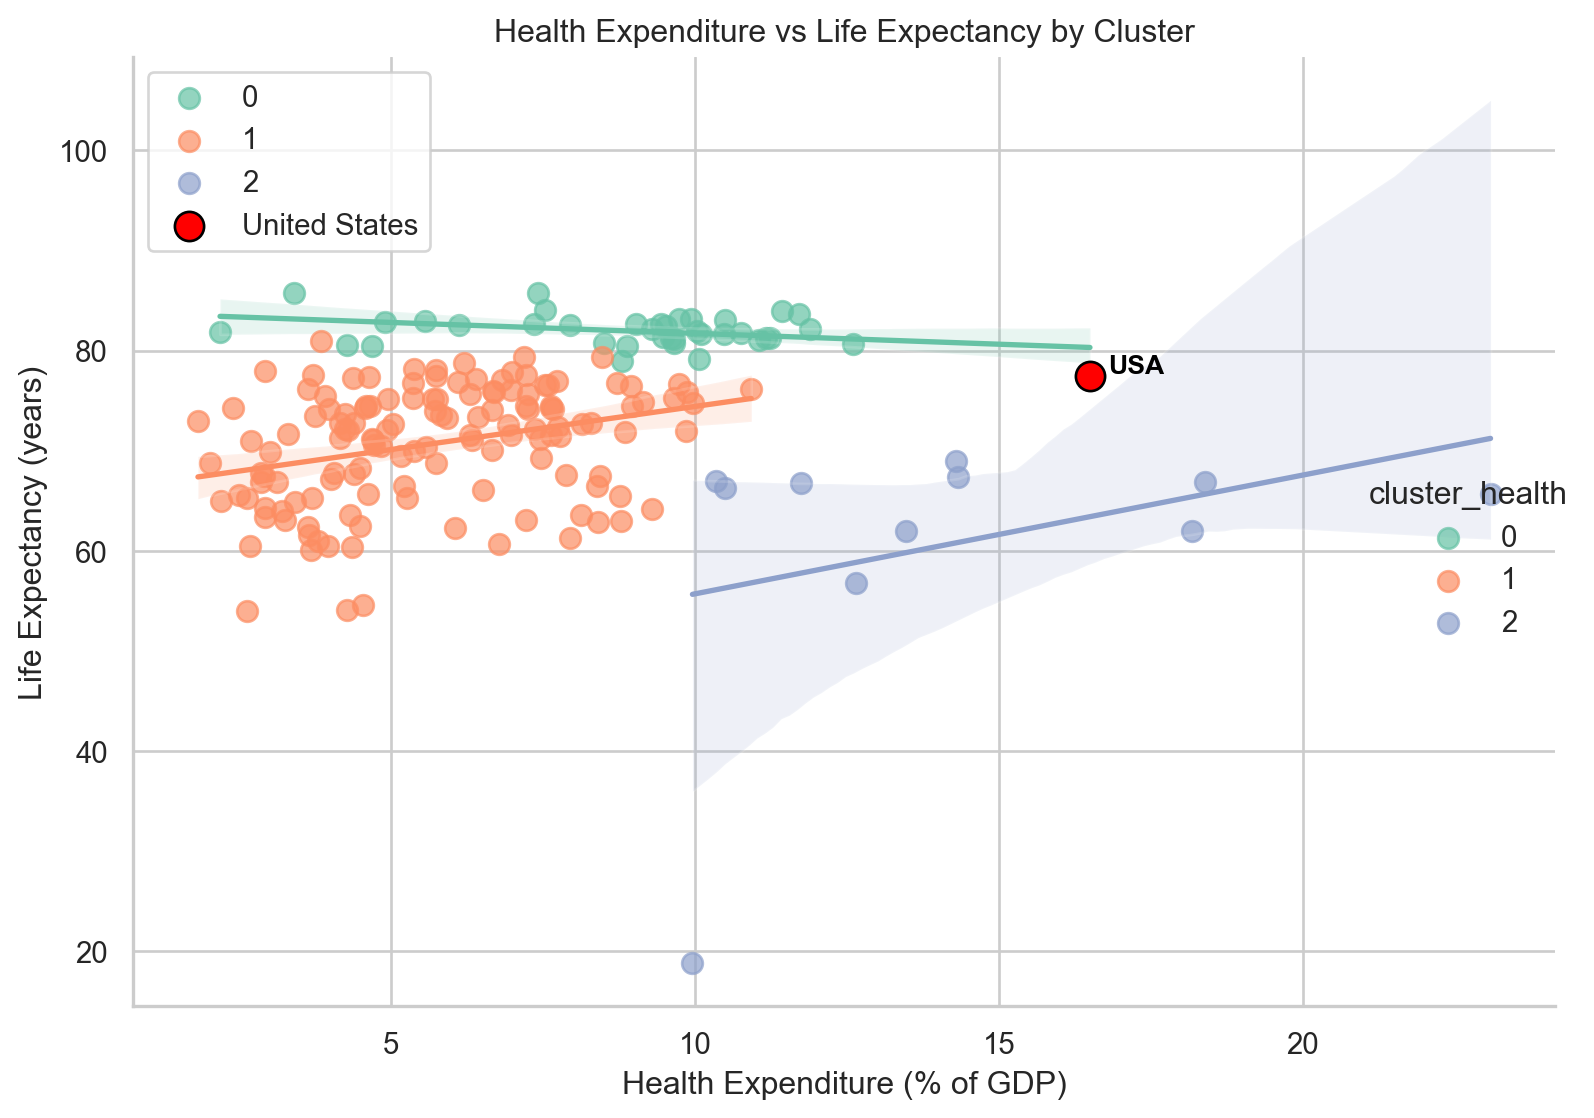 Health Expenditure vs Life Expectancy by Cluster
0
1
2
United States
100
80
60
40
20
Life Expectancy (years)
USA
cluster_health
0
1
2
5
10
15
20
Health Expenditure (% of GDP)